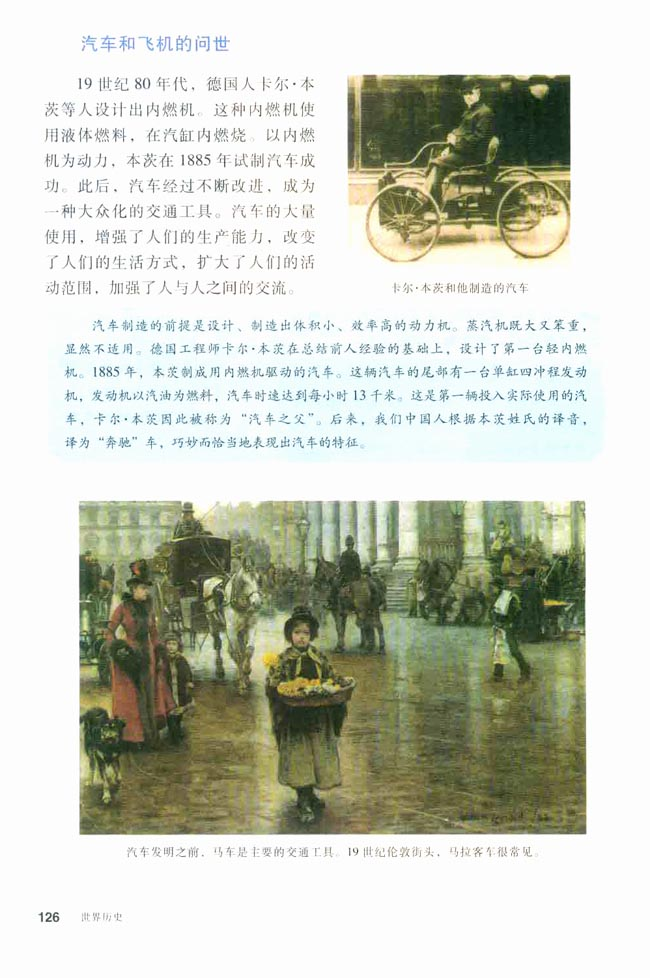 汽车和飞机的问世
19 世纪 80 年代，德国人卡尔·本
茨等人设计出内燃机。这种内燃机使
用液体燃料，在汽缸内燃烧。以内燃
机为动力，本茨在 1885 年试制汽车成
功。此后，汽车经过不断改进，成为
一种大众化的交通工具。汽车的大量
使用，增强了人们的生产能力，改变
了人们的生活方式，扩大了人们的活
动范围，加强了人与人之间的交流。
卡尔·本茨和他制造的汽车
汽车制造的前提是设计、制造出体积小、效率高的动力机。蒸汽机既大又笨重，
显然不适用。德国工程师卡尔·本茨在总结前人经验的基础上，设计了第一台轻内燃
机。1885 年，本茨制成用内燃机驱动的汽车。这辆汽车的尾部有一台单缸四冲程发动
机，发动机以汽油为燃料，汽车时速达到每小时 13 千米。这是第一辆投入实际使用的汽
车，卡尔·本茨因此被称为“汽车之父”。后来，我们中国人根据本茨姓氏的译音，
译为“奔驰”车，巧妙而恰当地表现出汽车的特征。
汽车发明之前，马车是主要的交通工具。19 世纪伦敦街头，马拉客车很常见。
126 世界历史